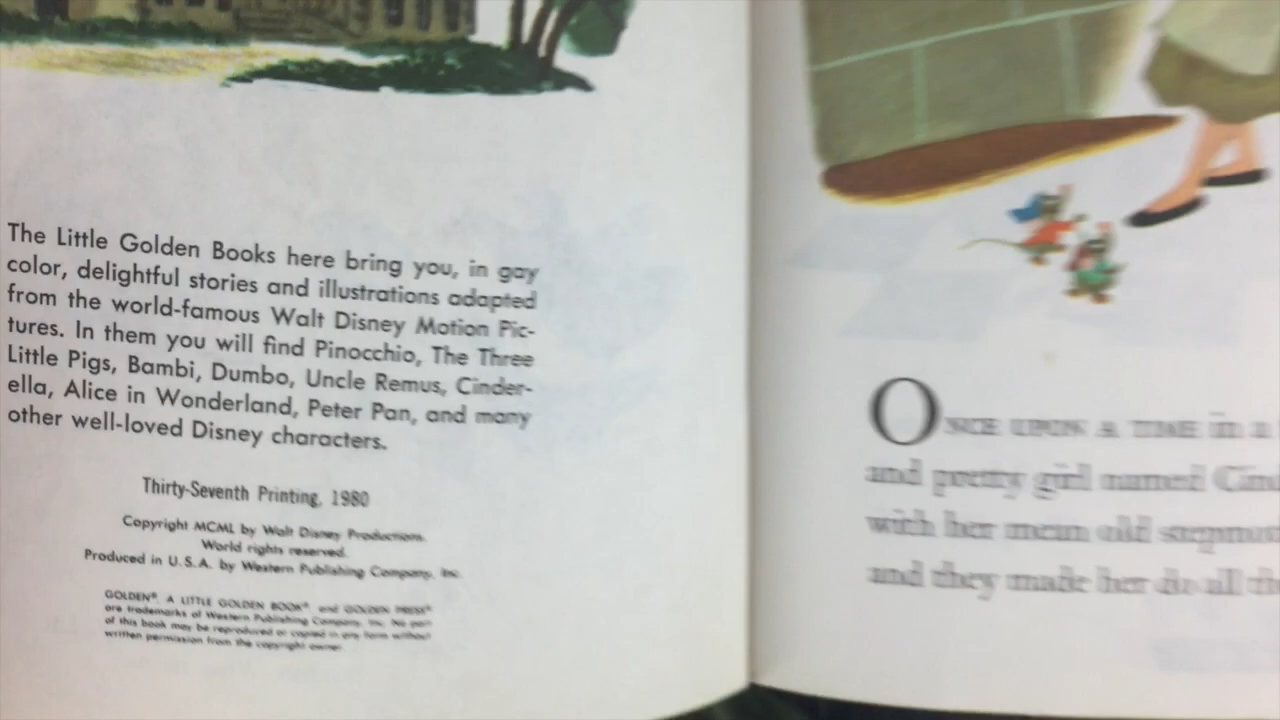 The Little Golden Books here bring you, in gay
color, delightful stories and illustrations adapted
from the world-famous Walt Disney Motion Pic-
tures. In them you will find Pinocchio, The Three
Little Pigs, Bambi, Dumbo, Uncle Remus, Cinder-
ella, Alice in Wonderland, Peter Pan, and many
other well-loved Disney characters.
Thirty-Seventh Printing, 1980
Copyright MCML by Walt Disney Productions.
World rights reserved.
Produced in U.S.A. by Western Publishing Company, Inc.
GOLDEN®, A LITTLE GOLDEN BOOK®, and GOLDEN PRESS®
are trademarks of Western Publishing Company, Inc. No part
of this book may be reproduced or copied in any form without
written permission from the copyright owner.
ONCE UPON A TIME in a
and pretty girl named Cind
with her mean old stepmot
and they made her do all th